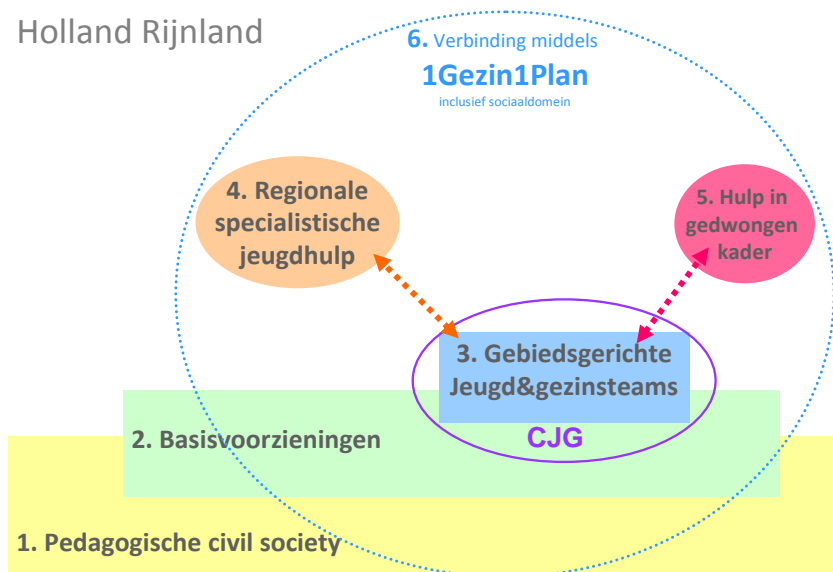 Holland Rijnland
6. Verbinding middels
1Gezin1Plan
inclusief sociaaldomein
4. Regionale
specialistische
jeugdhulp
5. Hulp in
gedwongen
kader
3. Gebiedsgerichte
Jeugd&gezinsteams
2. Basisvoorzieningen
CJG
1. Pedagogische civil society